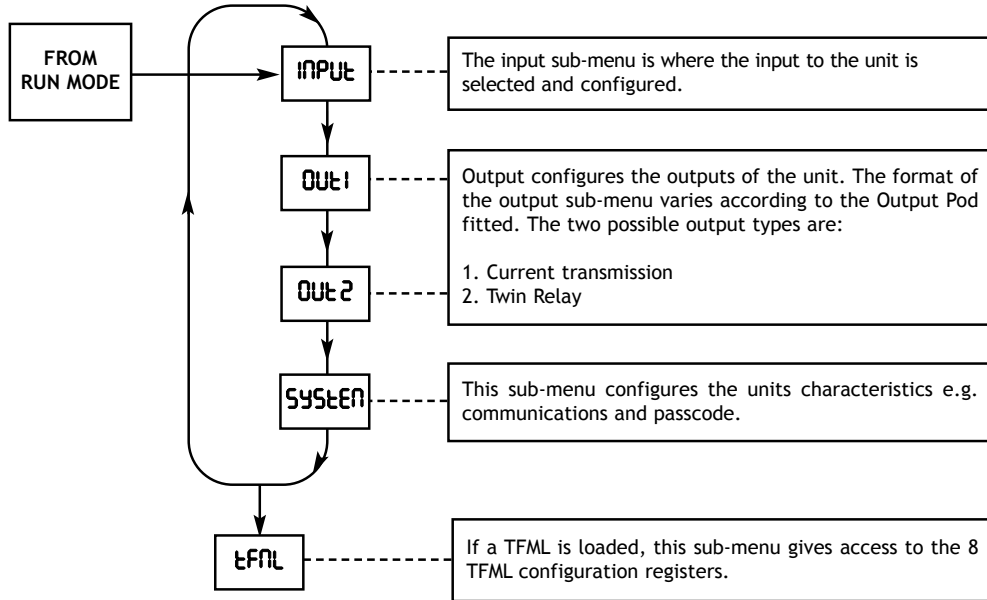 FROM
RUN MODE
INPUt
The input sub-menu is where the input to the unit is
selected and configured.
OUt1
Output configures the outputs of the unit. The format of
the output sub-menu varies according to the Output Pod
fitted. The two possible output types are:
1. Current transmission
2. Twin Relay
OUt2
SYStEM
This sub-menu configures the units characteristics e.g.
communications and passcode.
tFML
If a TFML is loaded, this sub-menu gives access to the 8
TFML configuration registers.